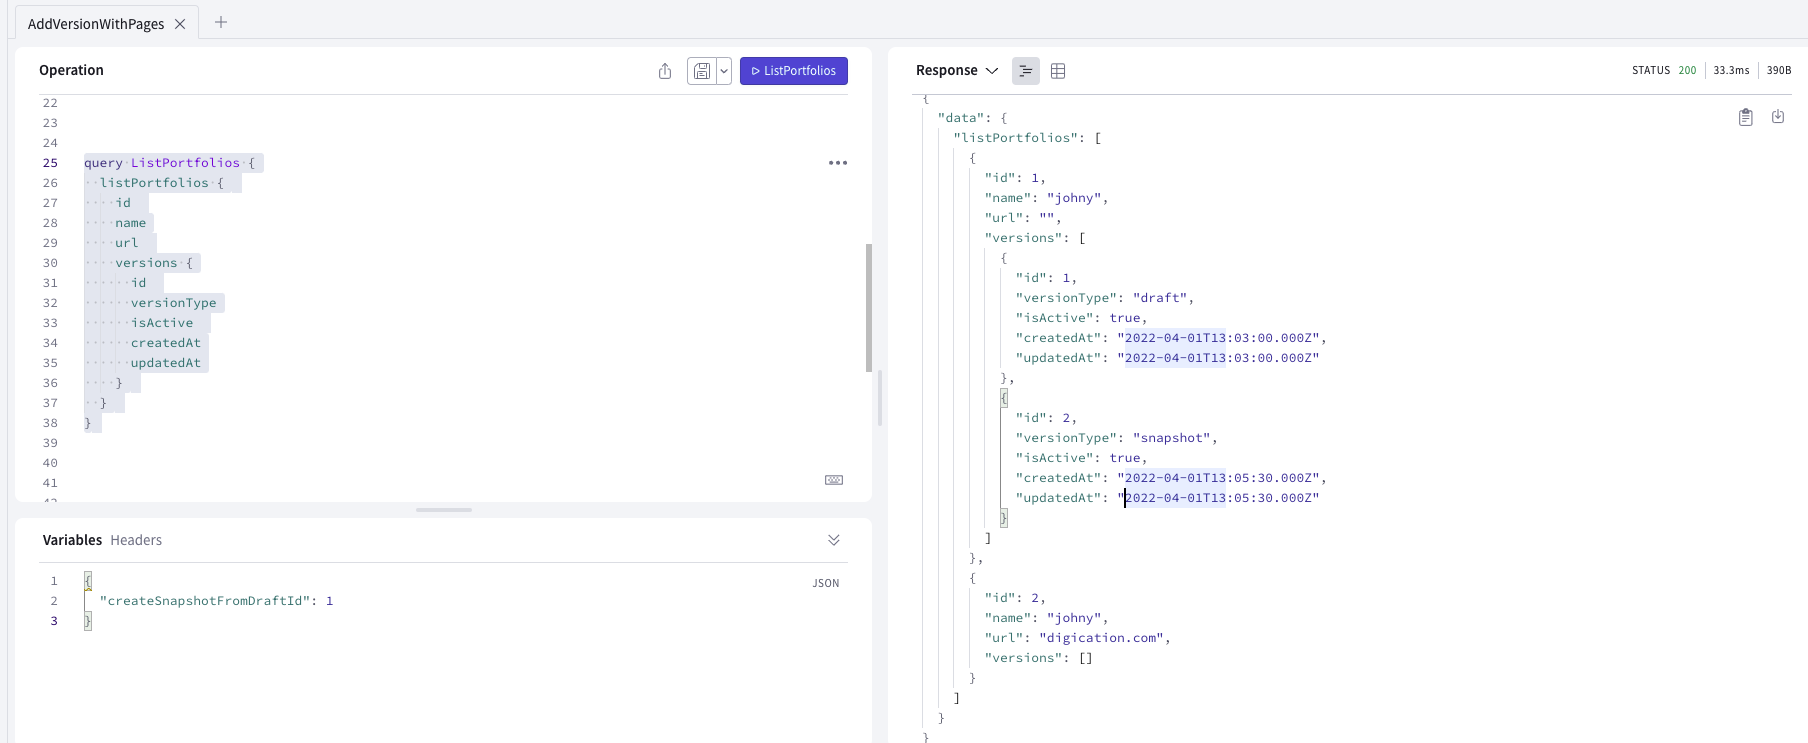 AddVersionWithPages
Operation
ListPortfolios
22
23
24
25 query ListPortfolios {
26 listPortfolios {
27 id
28 name
29 url
30 versions {
31 id
32 versionType
33 isActive
34 createdAt
35 updatedAt
36 }
37 }
38 }
39
40
41
Variables Headers
JSON
1 {
2 "createSnapshotFromDraftId": 1
3 }
Response
STATUS 200 33.3ms 390B
{
"data": {
"listPortfolios": [
{
"id": 1,
"name": "johny",
"url": "",
"versions": [
{
"id": 1,
"versionType": "draft",
"isActive": true,
"createdAt": "2022-04-01T13:03:00.000Z",
"updatedAt": "2022-04-01T13:03:00.000Z"
},
{
"id": 2,
"versionType": "snapshot",
"isActive": true,
"createdAt": "2022-04-01T13:05:30.000Z",
"updatedAt": "2022-04-01T13:05:30.000Z"
}
]
},
{
"id": 2,
"name": "johny",
"url": "digication.com",
"versions": []
}
]
}
}